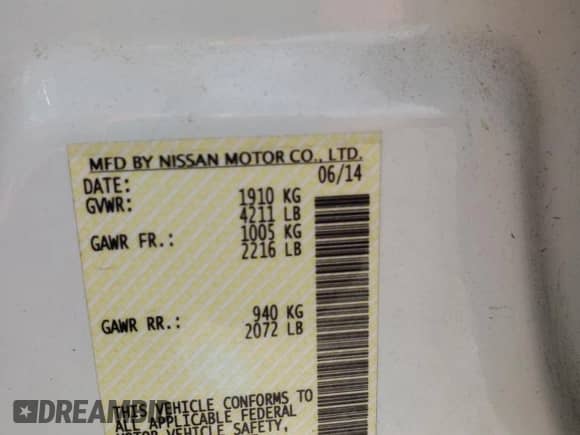 MFD BY NISSAN MOTOR CO., LTD.
DATE: 06/14
GVWR: 1910 KG
4211 LB
GAWR FR.: 1005 KG
2216 LB
GAWR RR.: 940 KG
2072 LB
THIS VEHICLE CONFORMS TO
ALL APPLICABLE FEDERAL
MOTOR VEHICLE SAFETY,
DREAMBID